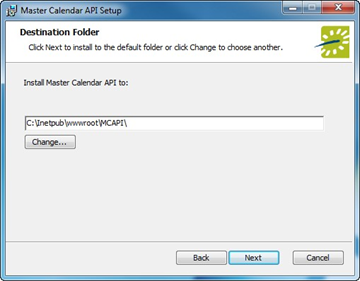 Master Calendar API Setup
Destination Folder
Click Next to install to the default folder or click Change to choose another.
Install Master Calendar API to:
C:\Inetpub\wwwroot\MCAPI\
Change...
Back
Next
Cancel